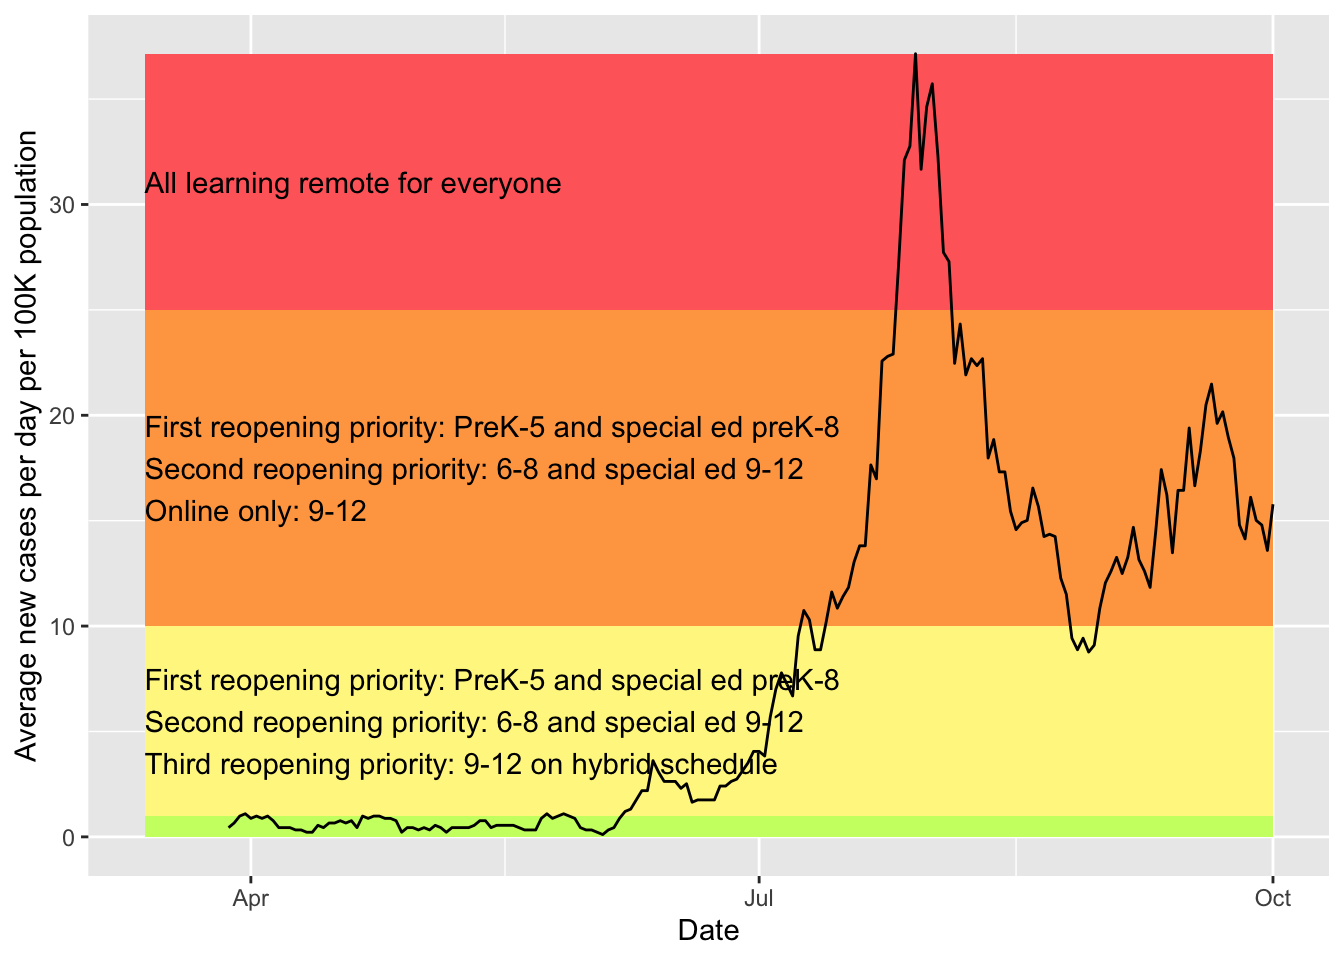 Average new cases per day per 100K population
30
20
10
0
All learning remote for everyone
First reopening priority: PreK-5 and special ed preK-8
Second reopening priority: 6-8 and special ed 9-12
Online only: 9-12
First reopening priority: PreK-5 and special ed preK-8
Second reopening priority: 6-8 and special ed 9-12
Third reopening priority: 9-12 on hybrid schedule
Apr
Jul
Oct
Date